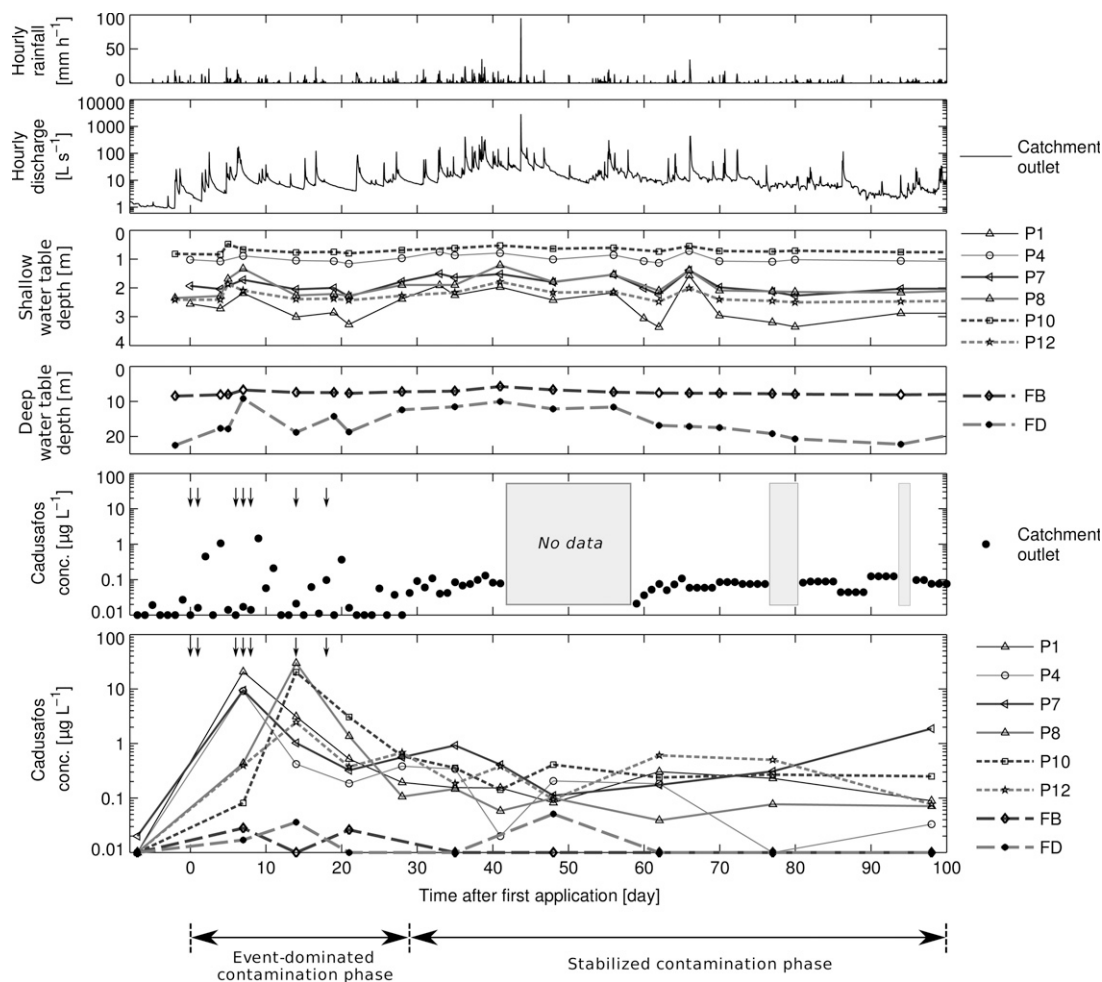 Hourly
rainfall
[mm h⁻¹]
100
50
0
Hourly
discharge
[L s⁻¹]
10000
1000
100
10
1
Catchment
outlet
Shallow
water table
depth [m]
0
1
2
3
4
P1
P4
P7
P8
P10
P12
Deep
water table
depth [m]
0
10
20
FB
FD
Cadusafos
conc. [µg L⁻¹]
100
10
1
0.1
0.01
No data
Catchment
outlet
Cadusafos
conc. [µg L⁻¹]
100
10
1
0.1
0.01
P1
P4
P7
P8
P10
P12
FB
FD
0 10 20 30 40 50 60 70 80 90 100
Time after first application [day]
Event-dominated
contamination phase
Stabilized contamination phase